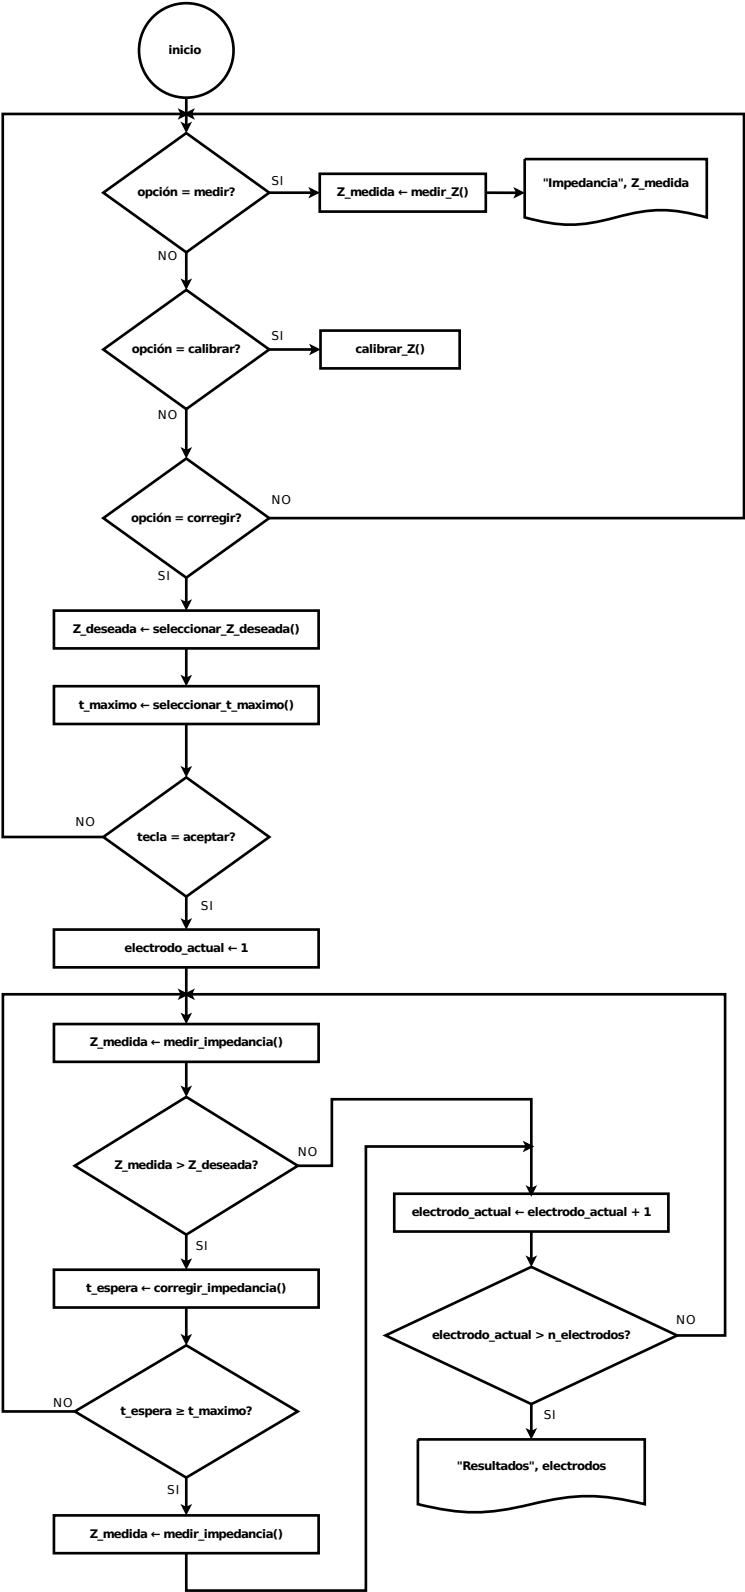 inicio
opción = medir?
SI
Z_medida ← medir_Z()
"Impedancia", Z_medida
NO
opción = calibrar?
SI
calibrar_Z()
NO
opción = corregir?
NO
SI
Z_deseada ← seleccionar_Z_deseada()
t_maximo ← seleccionar_t_maximo()
NO
tecla = aceptar?
SI
electrodo_actual ← 1
Z_medida ← medir_impedancia()
Z_medida > Z_deseada?
NO
SI
electrodo_actual ← electrodo_actual + 1
t_espera ← corregir_impedancia()
electrodo_actual > n_electrodos?
NO
NO
t_espera ≥ t_maximo?
SI
SI
"Resultados", electrodos
Z_medida ← medir_impedancia()